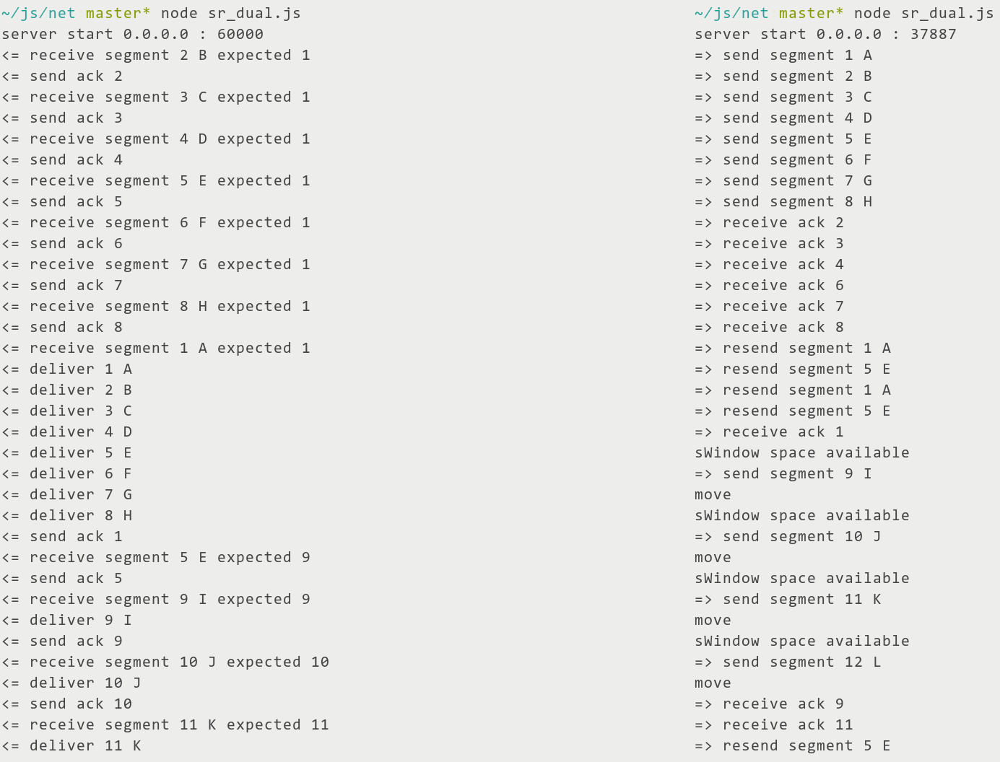 ~/js/net master* node sr_dual.js
server start 0.0.0.0 : 60000
<= receive segment 2 B expected 1
<= send ack 2
<= receive segment 3 C expected 1
<= send ack 3
<= receive segment 4 D expected 1
<= send ack 4
<= receive segment 5 E expected 1
<= send ack 5
<= receive segment 6 F expected 1
<= send ack 6
<= receive segment 7 G expected 1
<= send ack 7
<= receive segment 8 H expected 1
<= send ack 8
<= receive segment 1 A expected 1
<= deliver 1 A
<= deliver 2 B
<= deliver 3 C
<= deliver 4 D
<= deliver 5 E
<= deliver 6 F
<= deliver 7 G
<= deliver 8 H
<= send ack 1
<= receive segment 5 E expected 9
<= send ack 5
<= receive segment 9 I expected 9
<= deliver 9 I
<= send ack 9
<= receive segment 10 J expected 10
<= deliver 10 J
<= send ack 10
<= receive segment 11 K expected 11
<= deliver 11 K
~/js/net master* node sr_dual.js
server start 0.0.0.0 : 37887
=> send segment 1 A
=> send segment 2 B
=> send segment 3 C
=> send segment 4 D
=> send segment 5 E
=> send segment 6 F
=> send segment 7 G
=> send segment 8 H
=> receive ack 2
=> receive ack 3
=> receive ack 4
=> receive ack 6
=> receive ack 7
=> receive ack 8
=> resend segment 1 A
=> resend segment 5 E
=> resend segment 1 A
=> resend segment 5 E
=> receive ack 1
sWindow space available
=> send segment 9 I
move
sWindow space available
=> send segment 10 J
move
sWindow space available
=> send segment 11 K
move
sWindow space available
=> send segment 12 L
move
=> receive ack 9
=> receive ack 11
=> resend segment 5 E